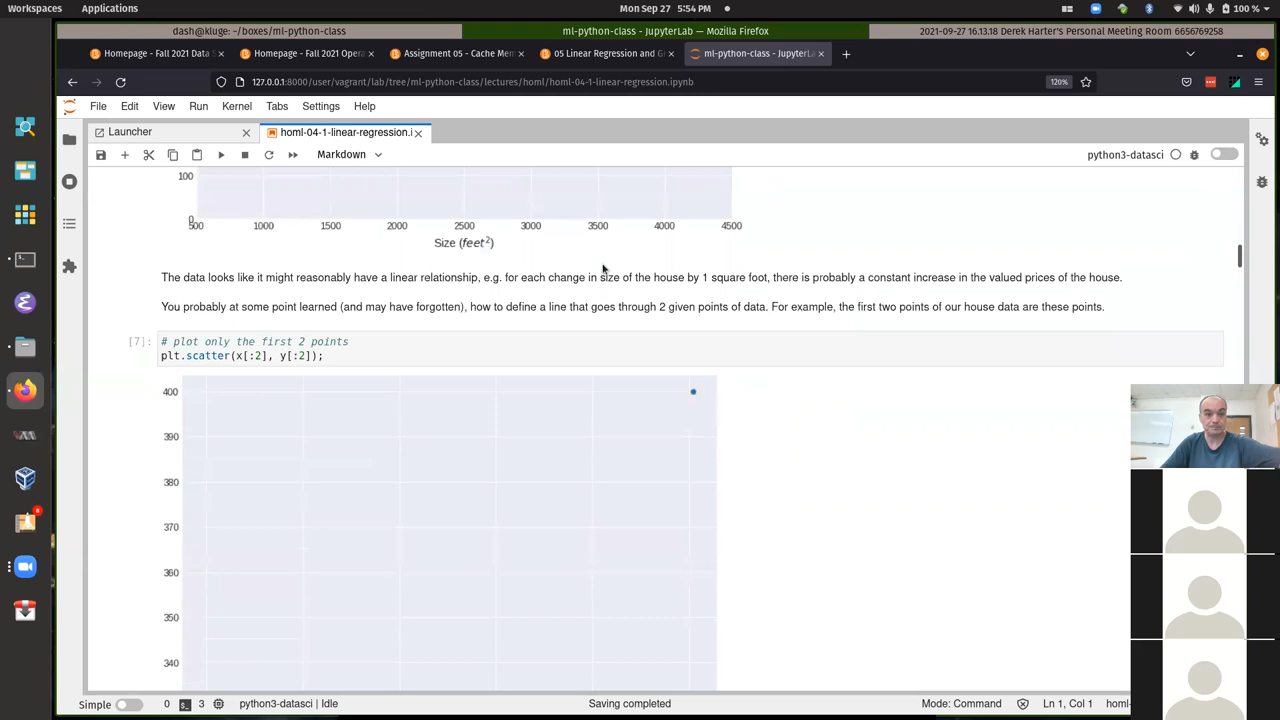 Workspaces Applications Mon Sep 27 5:54 PM 100 %
dash@kluge: ~/boxes/ml-python-class ml-python-class - JupyterLab — Mozilla Firefox 2021-09-27 16.13.18 Derek Harter's Personal Meeting Room 6656769258
Homepage - Fall 2021 Data S Homepage - Fall 2021 Opera Assignment 05 - Cache Mem 05 Linear Regression and G ml-python-class - JupyterLab
127.0.0.1:8000/user/vagrant/lab/tree/ml-python-class/lectures/homl/homl-04-1-linear-regression.ipynb 120%
File Edit View Run Kernel Tabs Settings Help
Launcher homl-04-1-linear-regression.i
Markdown python3-datasci
100
0
500 1000 1500 2000 2500 3000 3500 4000 4500
Size (feet²)
The data looks like it might reasonably have a linear relationship, e.g. for each change in size of the house by 1 square foot, there is probably a constant increase in the valued prices of the house.
You probably at some point learned (and may have forgotten), how to define a line that goes through 2 given points of data. For example, the first two points of our house data are these points.
[7]: # plot only the first 2 points
plt.scatter(x[:2], y[:2]);
400
390
380
370
360
350
340
Simple 0 3 python3-datasci | Idle Saving completed Mode: Command Ln 1, Col 1 homl-